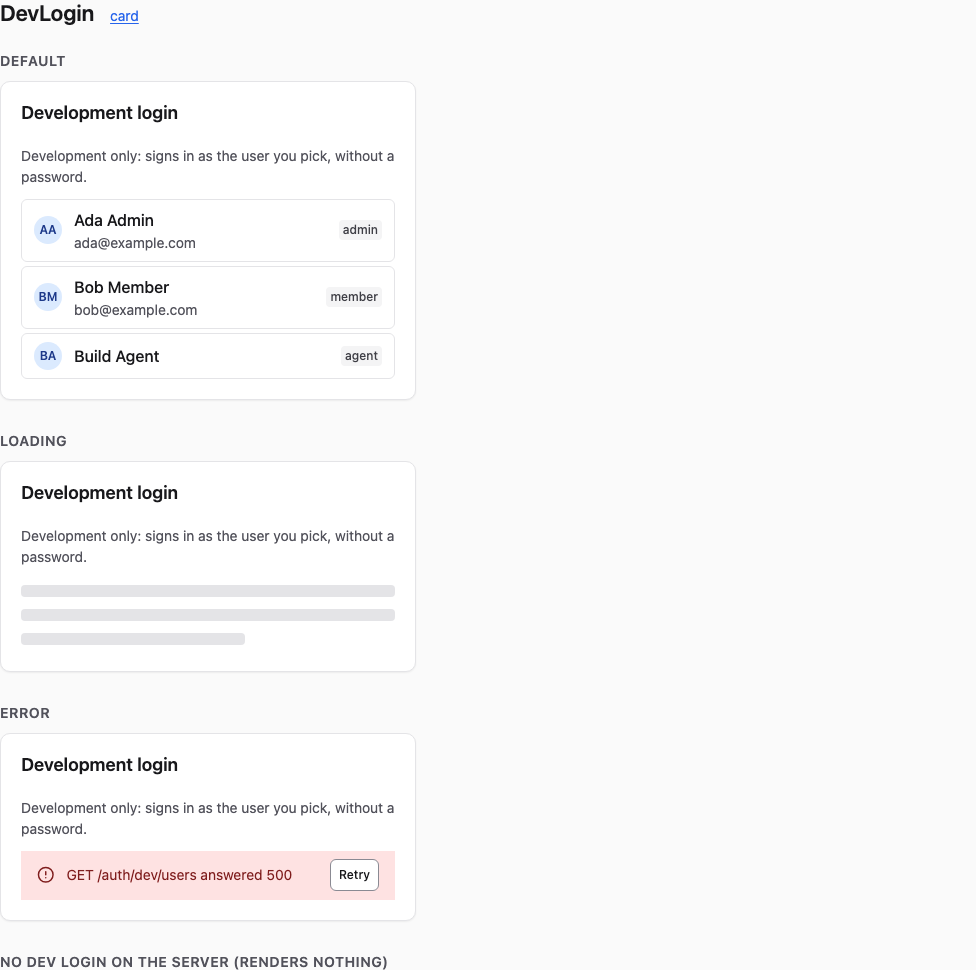 DevLogin card
DEFAULT
Development login
Development only: signs in as the user you pick, without a
password.
AA Ada Admin admin
ada@example.com
BM Bob Member member
bob@example.com
BA Build Agent agent
LOADING
Development login
Development only: signs in as the user you pick, without a
password.
ERROR
Development login
Development only: signs in as the user you pick, without a
password.
GET /auth/dev/users answered 500 Retry
NO DEV LOGIN ON THE SERVER (RENDERS NOTHING)